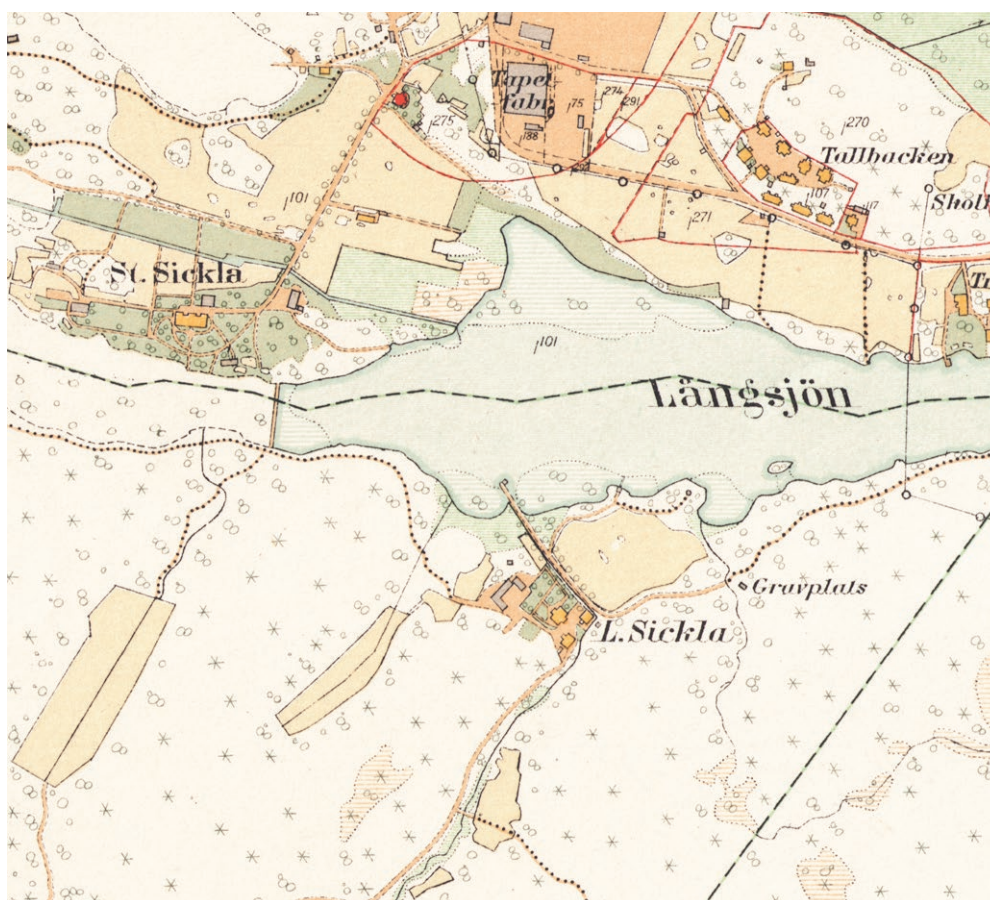 Tapet
fabr.
275
274
291
75
188
270
Tallbacken
107
117
101
271
St. Sickla
101
Långsjön
Gravplats
L. Sickla